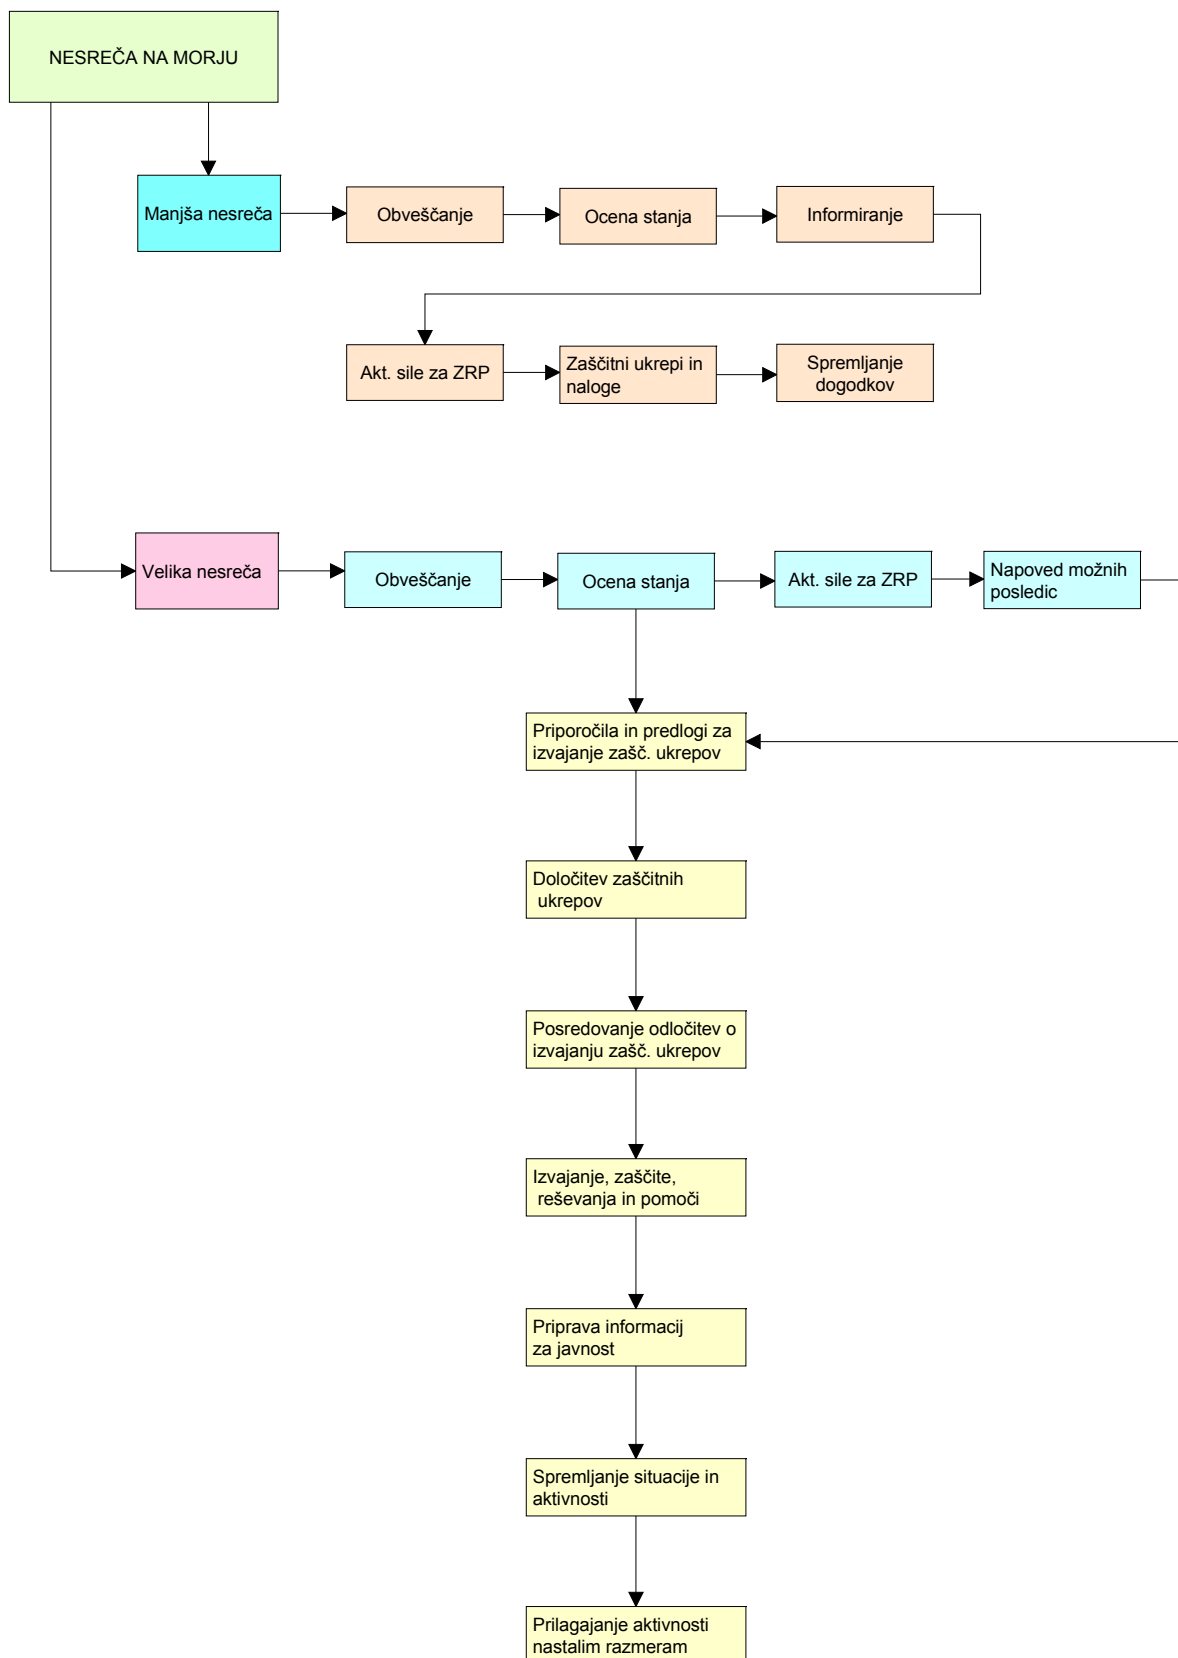 NESREČA NA MORJU
Manjša nesreča
Obveščanje
Ocena stanja
Informiranje
Akt. sile za ZRP
Zaščitni ukrepi in
naloge
Spremljanje
dogodkov
Velika nesreča
Obveščanje
Ocena stanja
Akt. sile za ZRP
Napoved možnih
posledic
Priporočila in predlogi za
izvajanje zašč. ukrepov
Določitev zaščitnih
ukrepov
Posredovanje odločitev o
izvajanju zašč. ukrepov
Izvajanje, zaščite,
reševanja in pomoči
Priprava informacij
za javnost
Spremljanje situacije in
aktivnosti
Prilagajanje aktivnosti
nastalim razmeram